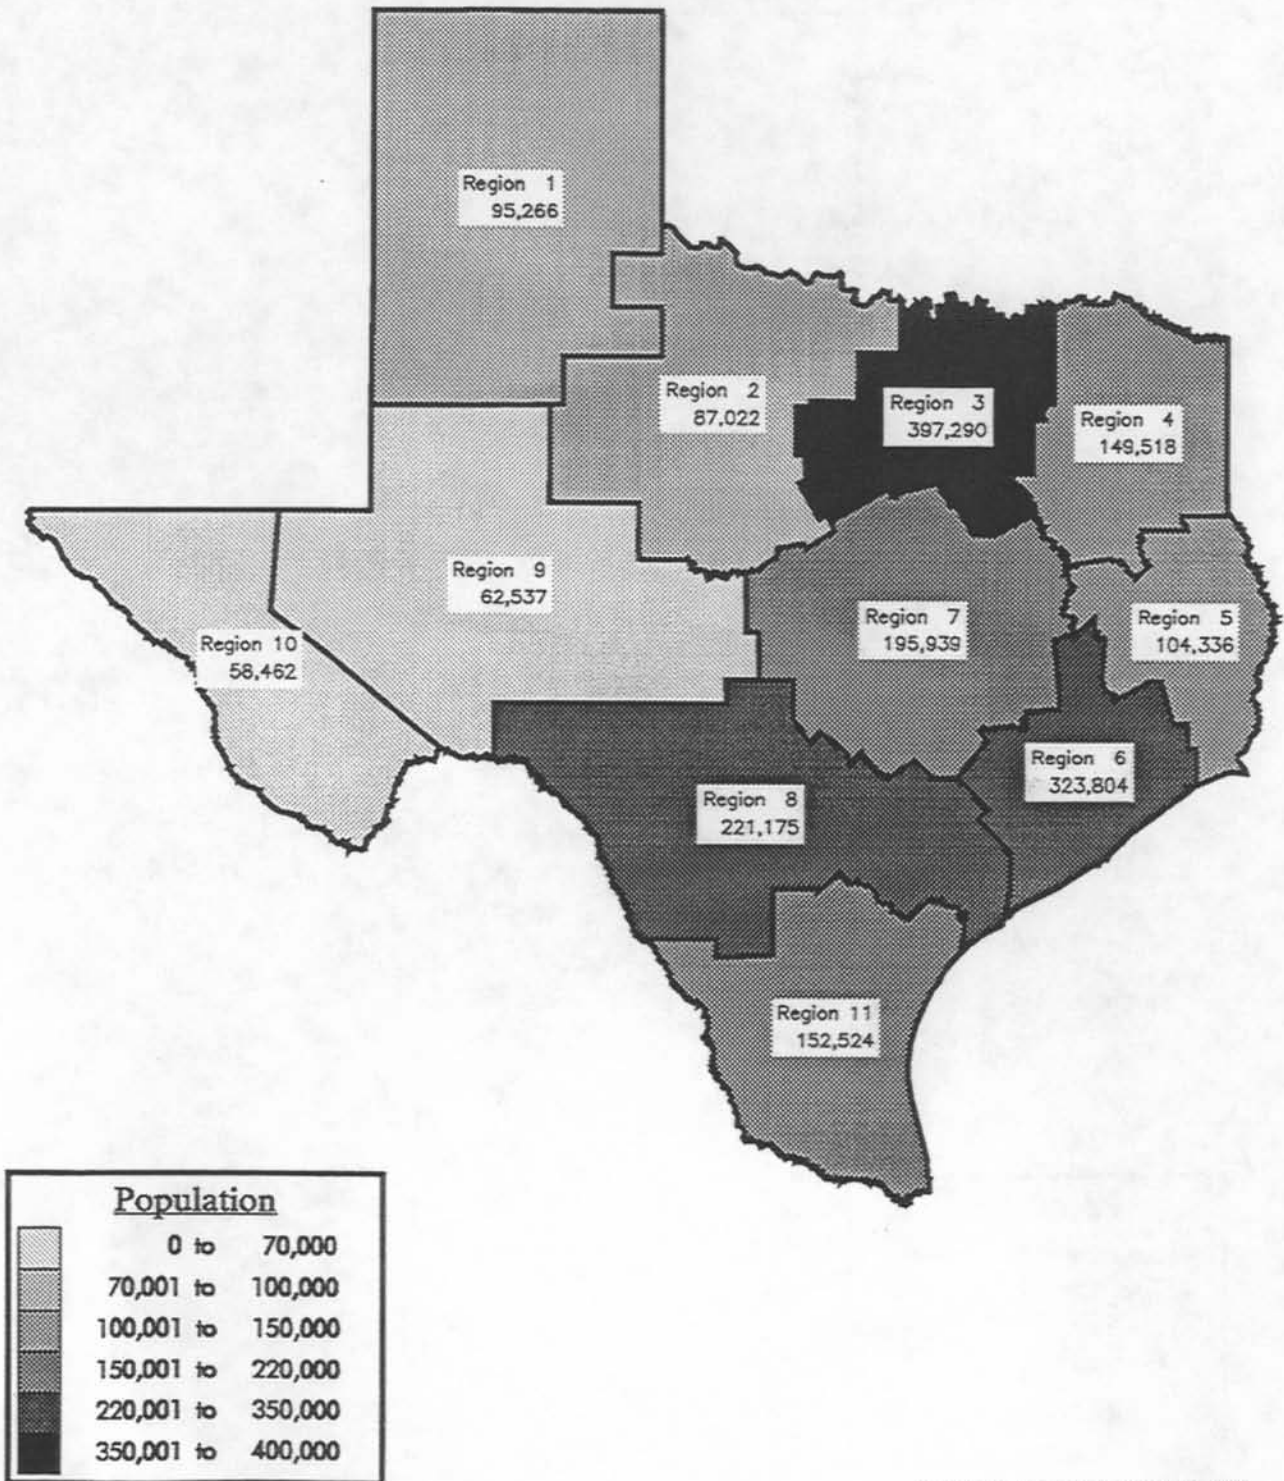 Region 1
95,266
Region 2
87,022
Region 3
397,290
Region 4
149,518
Region 9
62,537
Region 7
195,939
Region 5
104,336
Region 10
58,462
Region 6
323,804
Region 8
221,175
Region 11
152,524
Population
0 to 70,000
70,001 to 100,000
100,001 to 150,000
150,001 to 220,000
220,001 to 350,000
350,001 to 400,000